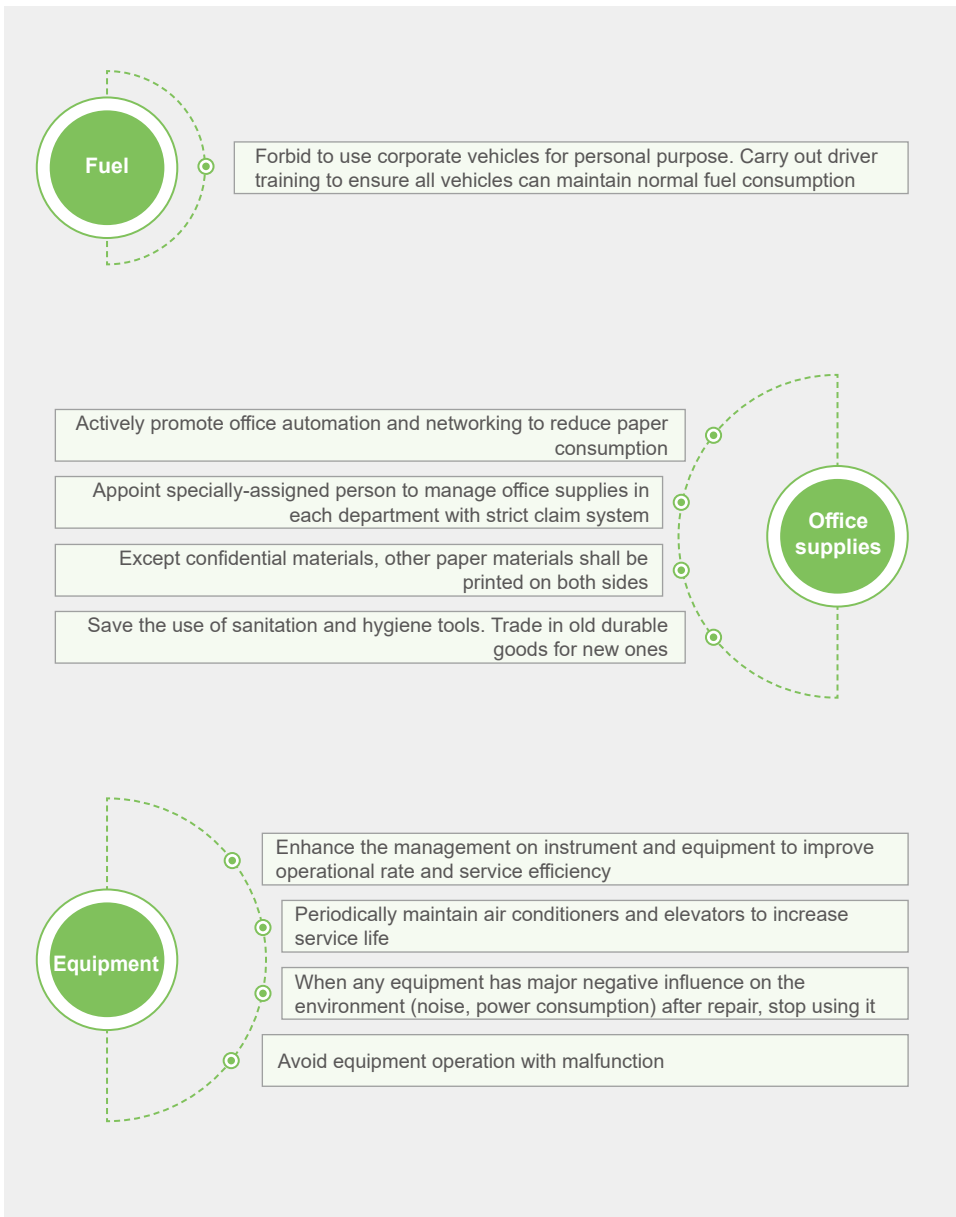 Fuel
Forbid to use corporate vehicles for personal purpose. Carry out driver
training to ensure all vehicles can maintain normal fuel consumption
Actively promote office automation and networking to reduce paper
consumption
Appoint specially-assigned person to manage office supplies in
each department with strict claim system
Except confidential materials, other paper materials shall be
printed on both sides
Save the use of sanitation and hygiene tools. Trade in old durable
goods for new ones
Office
supplies
Equipment
Enhance the management on instrument and equipment to improve
operational rate and service efficiency
Periodically maintain air conditioners and elevators to increase
service life
When any equipment has major negative influence on the
environment (noise, power consumption) after repair, stop using it
Avoid equipment operation with malfunction